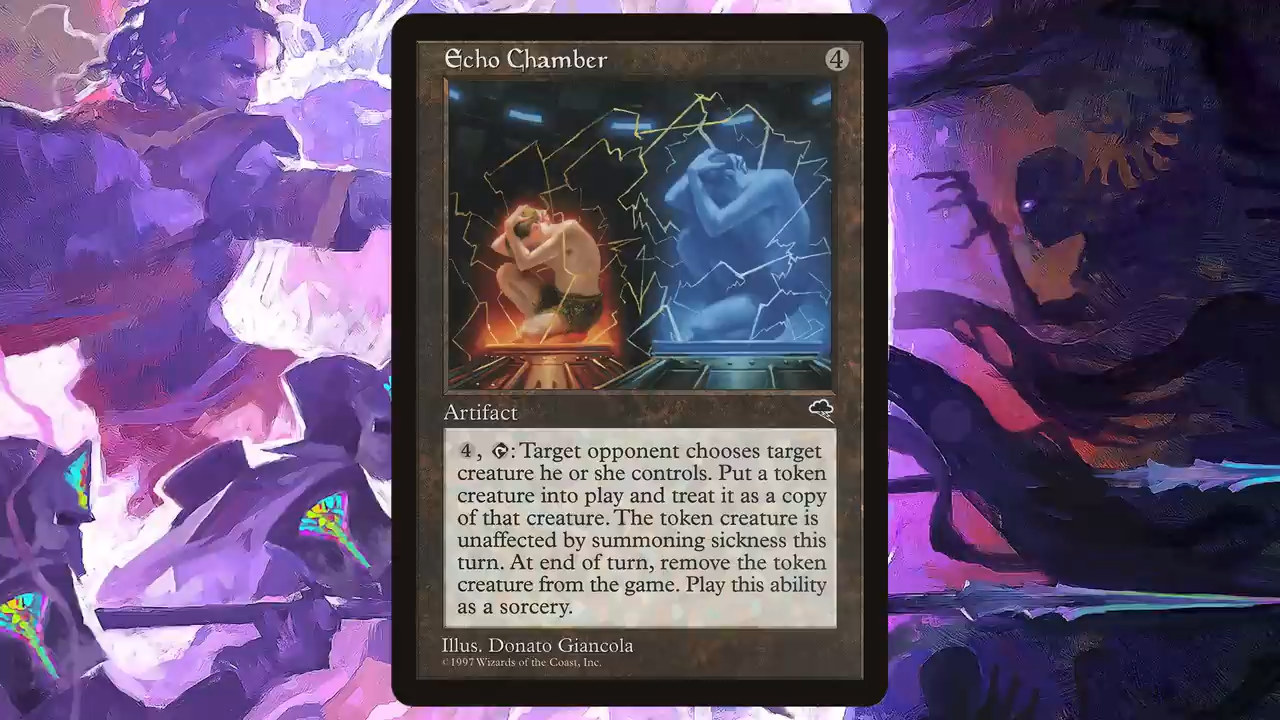 Echo Chamber 4
Artifact
4, : Target opponent chooses target
creature he or she controls. Put a token
creature into play and treat it as a copy
of that creature. The token creature is
unaffected by summoning sickness this
turn. At end of turn, remove the token
creature from the game. Play this ability
as a sorcery.
Illus. Donato Giancola
©1997 Wizards of the Coast, Inc.